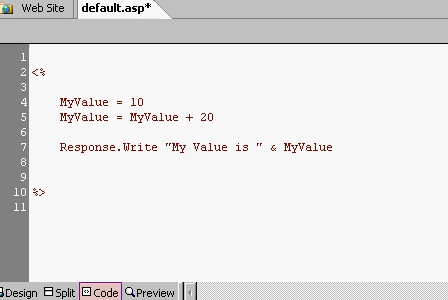 Web Site default.asp*
1
2 <%
3
4 MyValue = 10
5 MyValue = MyValue + 20
6
7 Response.Write "My Value is " & MyValue
8
9
10 %>
11
Design Split Code Preview